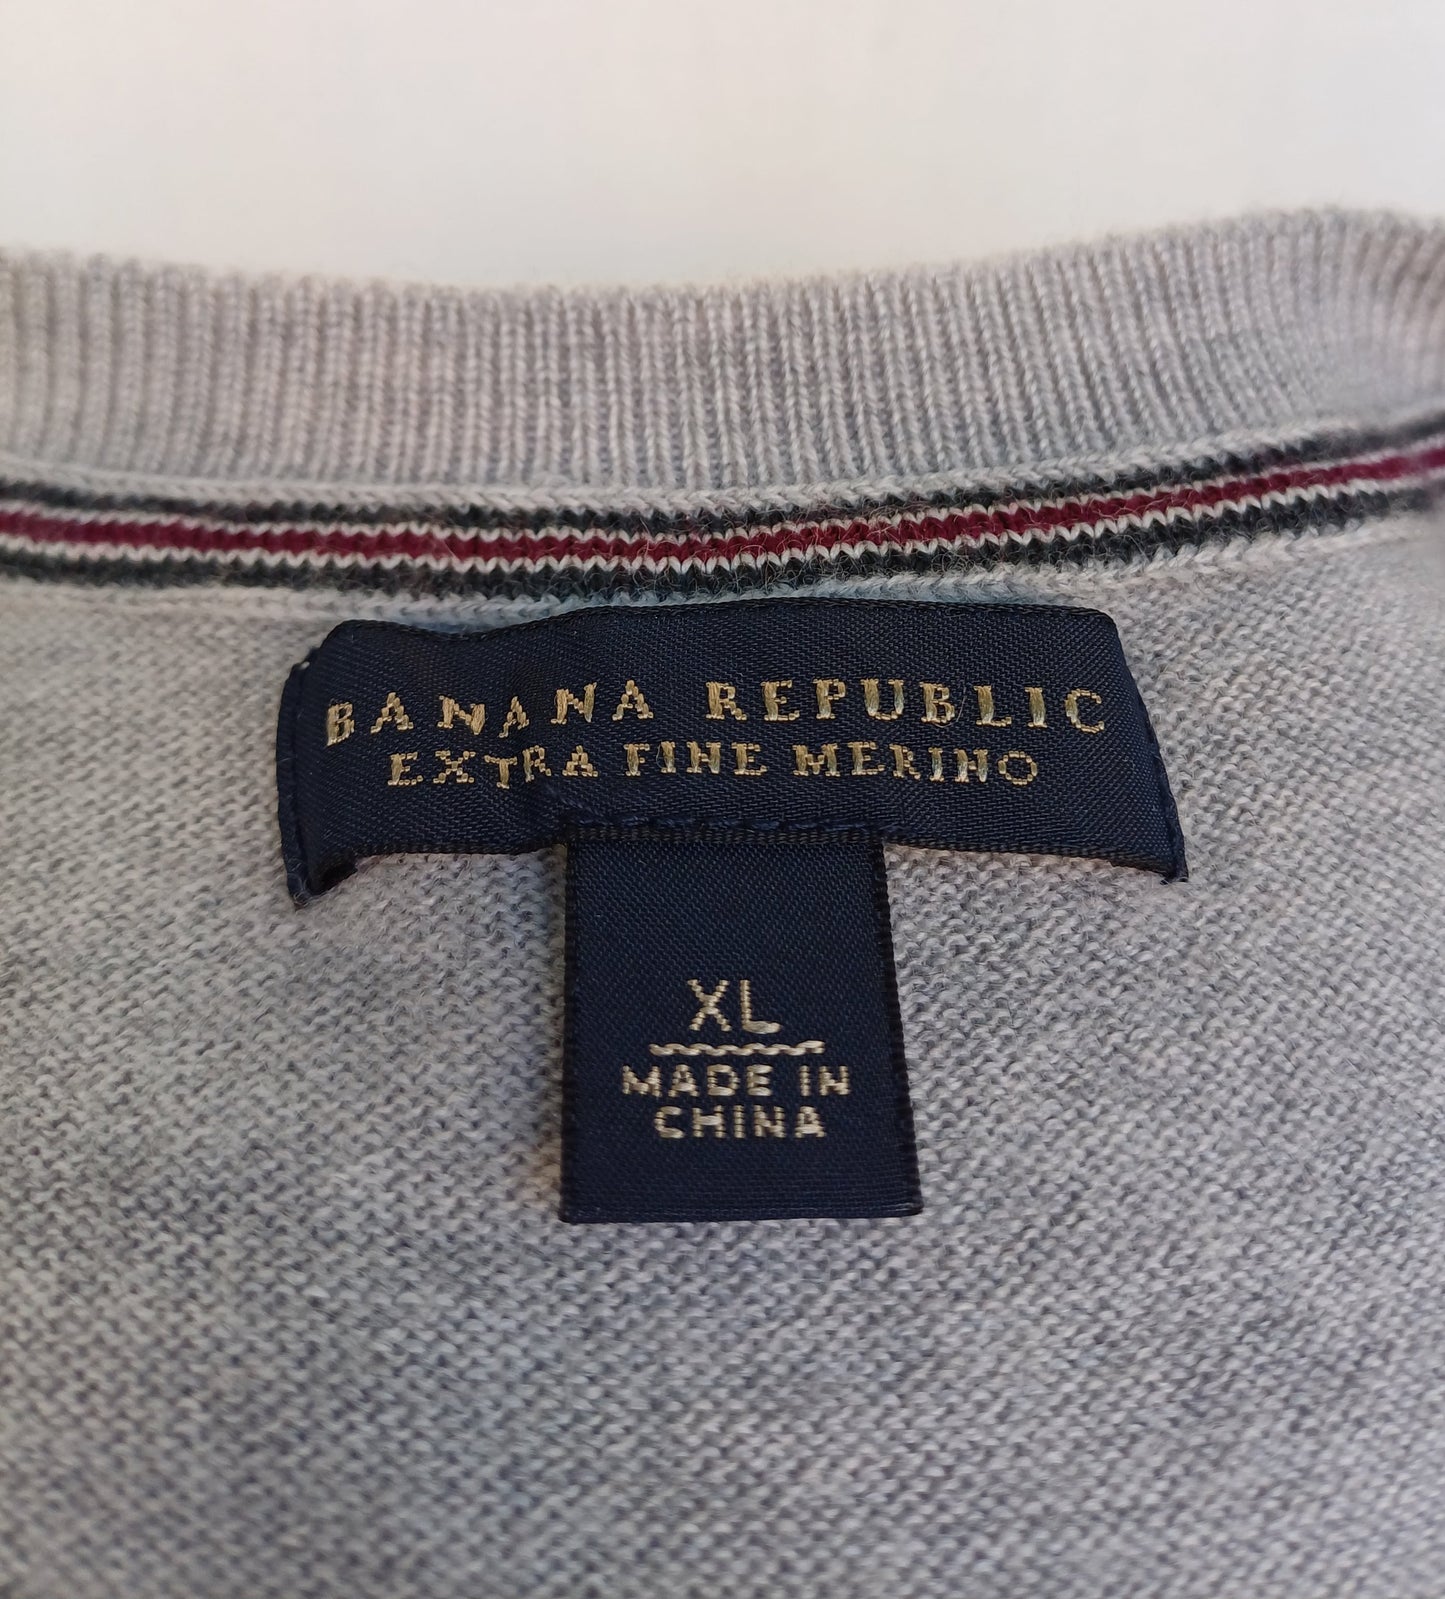 BANANA REPUBLIC
EXTRA FINE MERINO
XL
MADE IN
CHINA